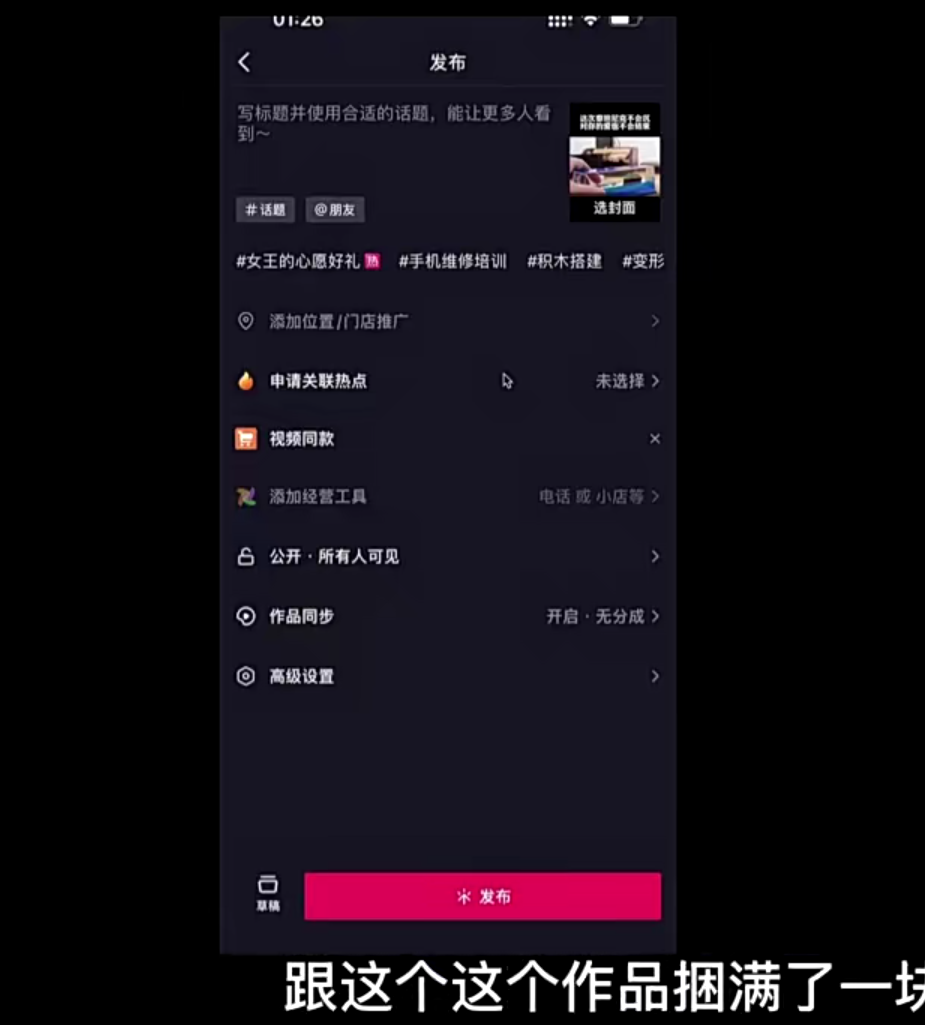 01:26
发布
写标题并使用合适的话题，能让更多人看
到～
选封面
#话题 @朋友
#女王的心愿好礼 热 #手机维修培训 #积木搭建 #变形
添加位置/门店推广
申请关联热点 未选择
视频同款
添加经营工具 电话 或 小店等
公开 · 所有人可见
作品同步 开启 · 无分成
高级设置
草稿
发布
跟这个这个作品捆满了一块